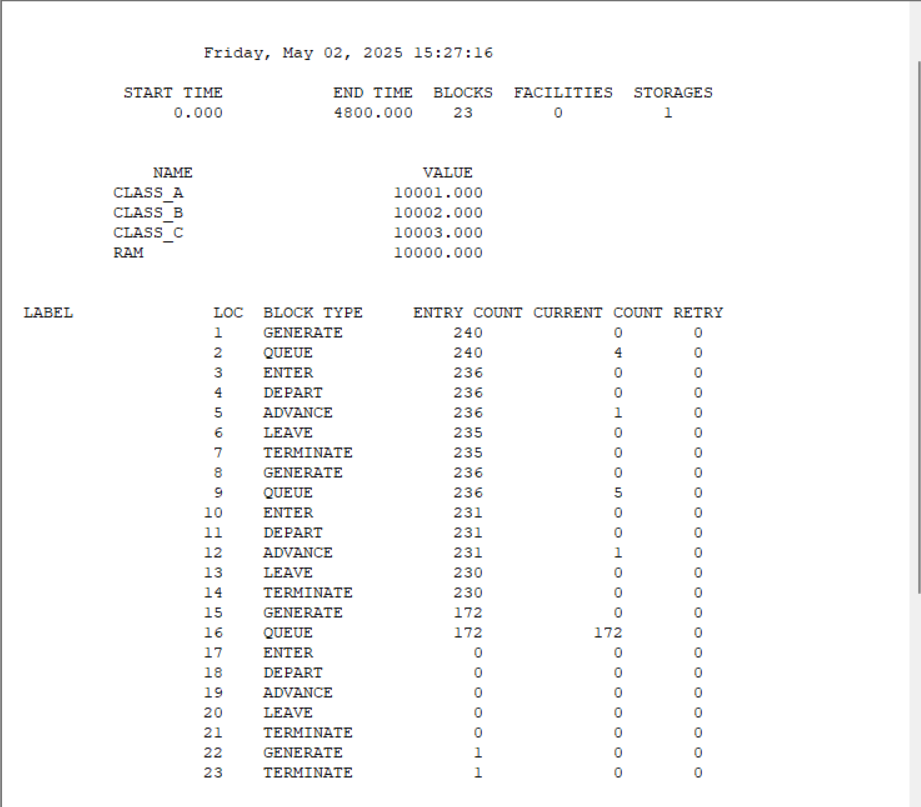 Friday, May 02, 2025 15:27:16
START TIME END TIME BLOCKS FACILITIES STORAGES
0.000 4800.000 23 0 1
NAME VALUE
CLASS_A 10001.000
CLASS_B 10002.000
CLASS_C 10003.000
RAM 10000.000
LABEL LOC BLOCK TYPE ENTRY COUNT CURRENT COUNT RETRY
1 GENERATE 240 0 0
2 QUEUE 240 4 0
3 ENTER 236 0 0
4 DEPART 236 0 0
5 ADVANCE 236 1 0
6 LEAVE 235 0 0
7 TERMINATE 235 0 0
8 GENERATE 236 0 0
9 QUEUE 236 5 0
10 ENTER 231 0 0
11 DEPART 231 0 0
12 ADVANCE 231 1 0
13 LEAVE 230 0 0
14 TERMINATE 230 0 0
15 GENERATE 172 0 0
16 QUEUE 172 172 0
17 ENTER 0 0 0
18 DEPART 0 0 0
19 ADVANCE 0 0 0
20 LEAVE 0 0 0
21 TERMINATE 0 0 0
22 GENERATE 1 0 0
23 TERMINATE 1 0 0